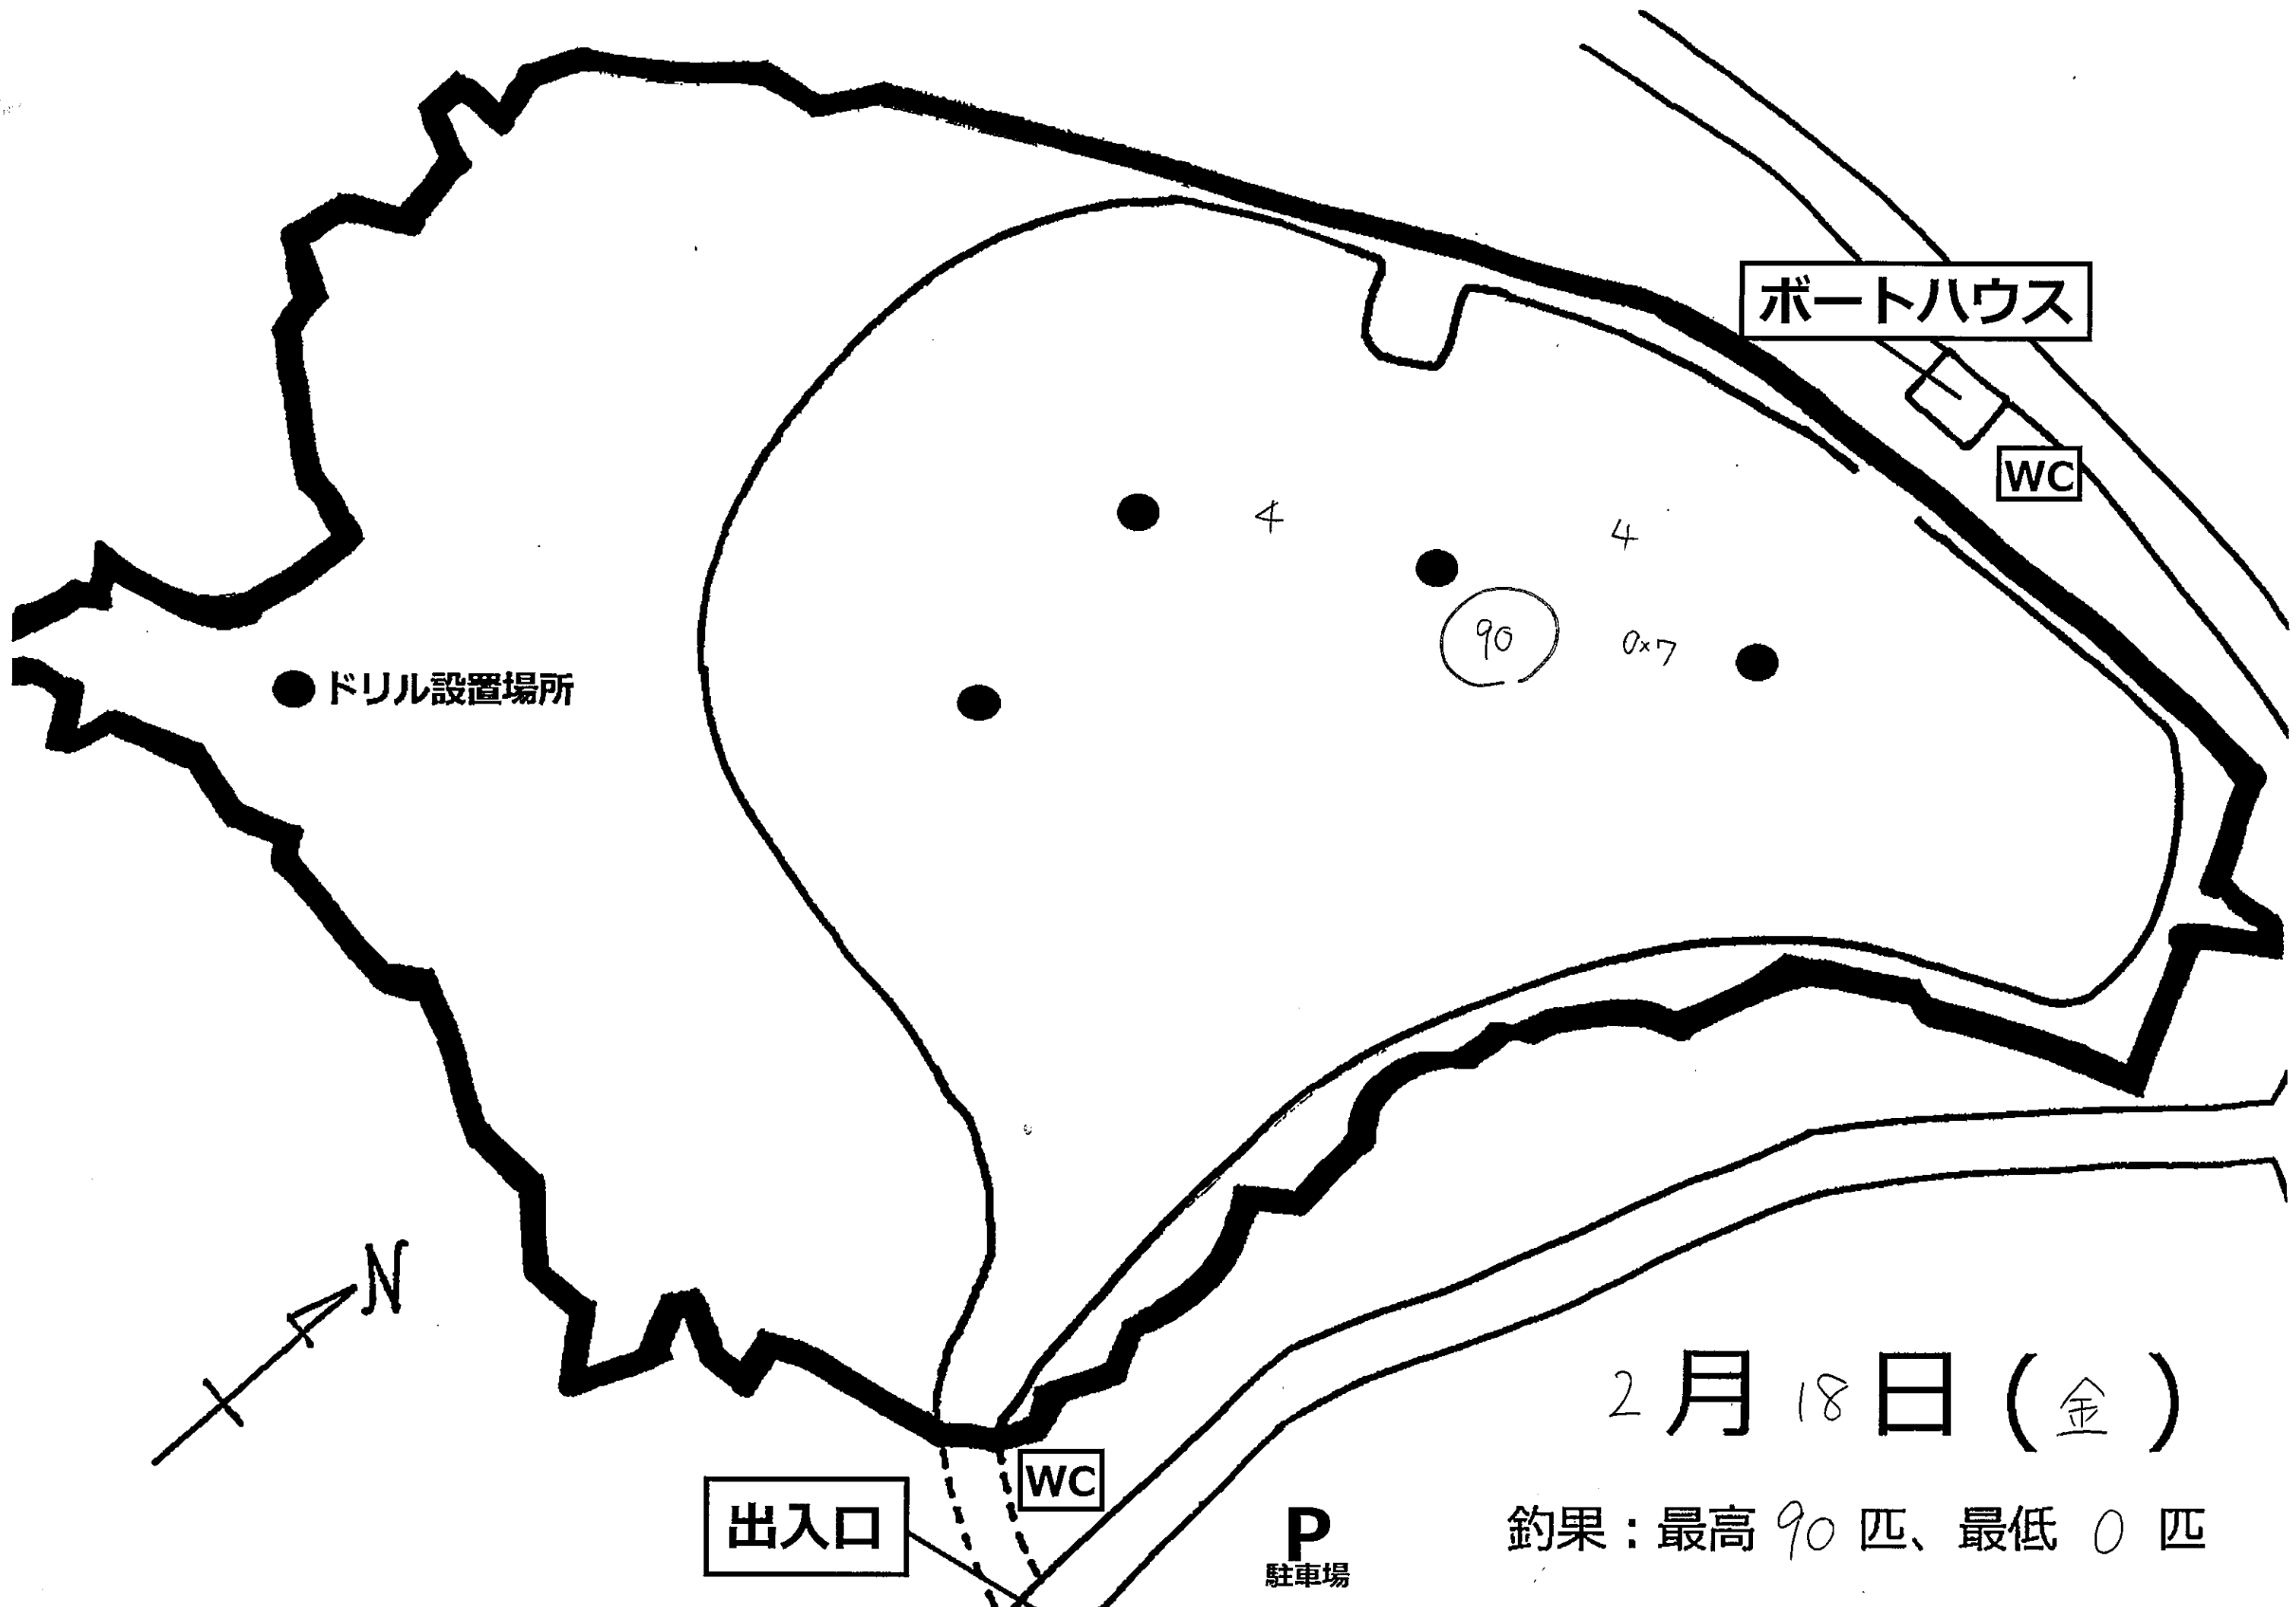 ボートハウス
WC
4
4
90
0×7
ドリル設置場所
N
2月18日(金)
WC
出入口
P
駐車場
釣果：最高90匹、最低0匹